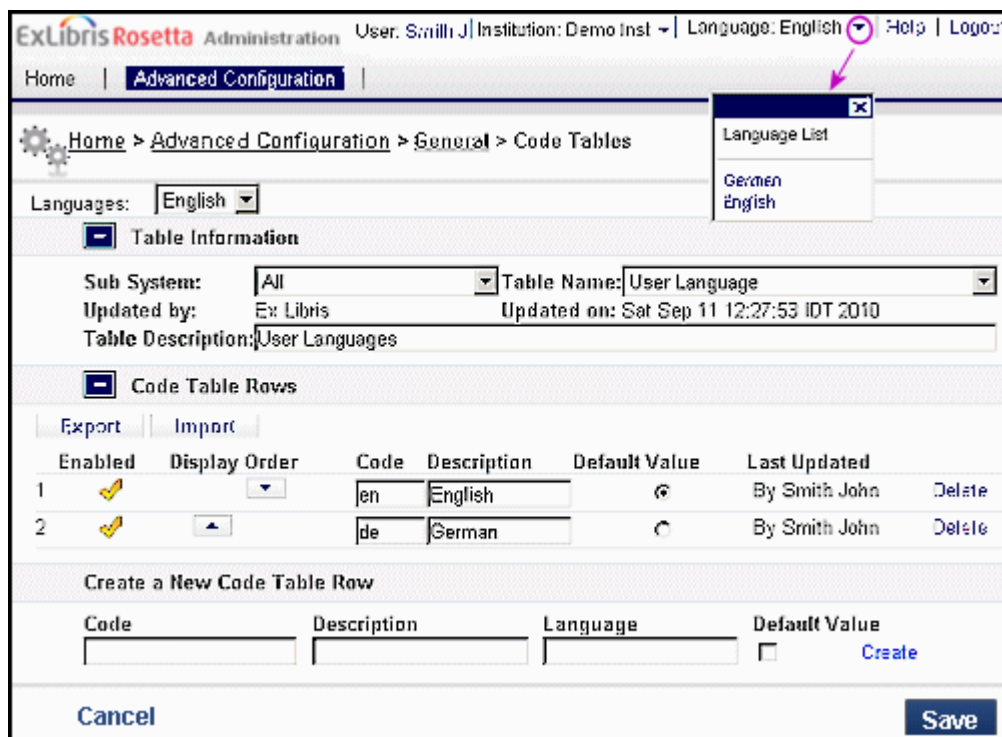 ExLibris Rosetta Administration User: Smith J | Institution: Demo Inst | Language: English | Help | Logout
Home | Advanced Configuration |
Language List
Home > Advanced Configuration > General > Code Tables
German
English
Languages: English
Table Information
Sub System: All Table Name: User Language
Updated by: Ex Libris Updated on: Sat Sep 11 12:27:53 IDT 2010
Table Description: User Languages
Code Table Rows
Export Import
Enabled Display Order Code Description Default Value Last Updated
1 en English By Smith John Delete
2 de German By Smith John Delete
Create a New Code Table Row
Code Description Language Default Value
Create
Cancel Save